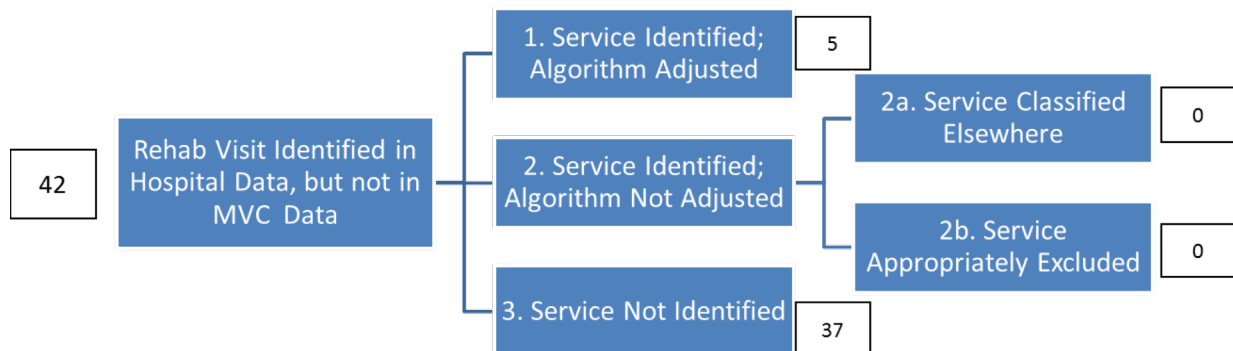 42
Rehab Visit Identified in
Hospital Data, but not in
MVC Data
1. Service Identified;
Algorithm Adjusted
5
2. Service Identified;
Algorithm Not Adjusted
2a. Service Classified
Elsewhere
0
2b. Service
Appropriately Excluded
0
3. Service Not Identified
37